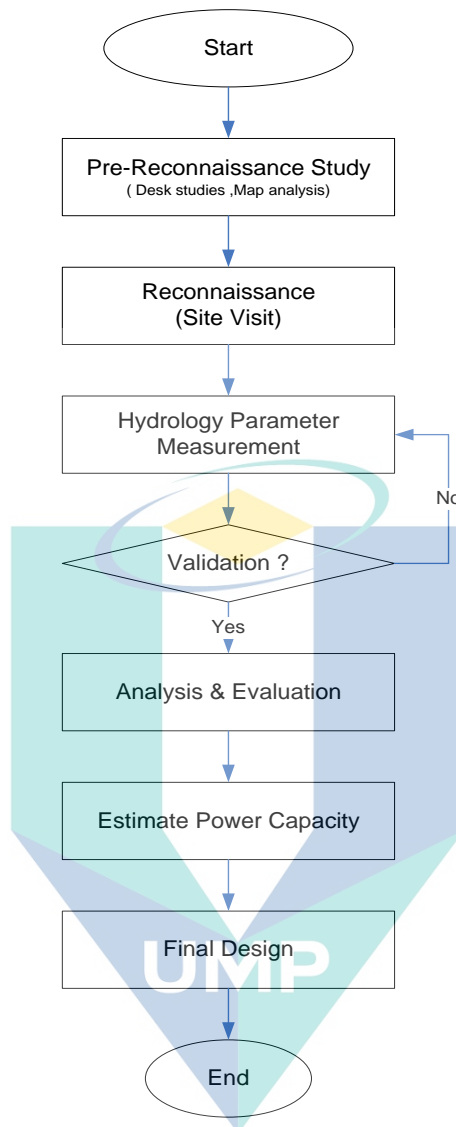 Start
Pre-Reconnaissance Study
( Desk studies ,Map analysis)
Reconnaissance
(Site Visit)
Hydrology Parameter
Measurement
No
Validation ?
Yes
Analysis & Evaluation
Estimate Power Capacity
Final Design
UMP
End